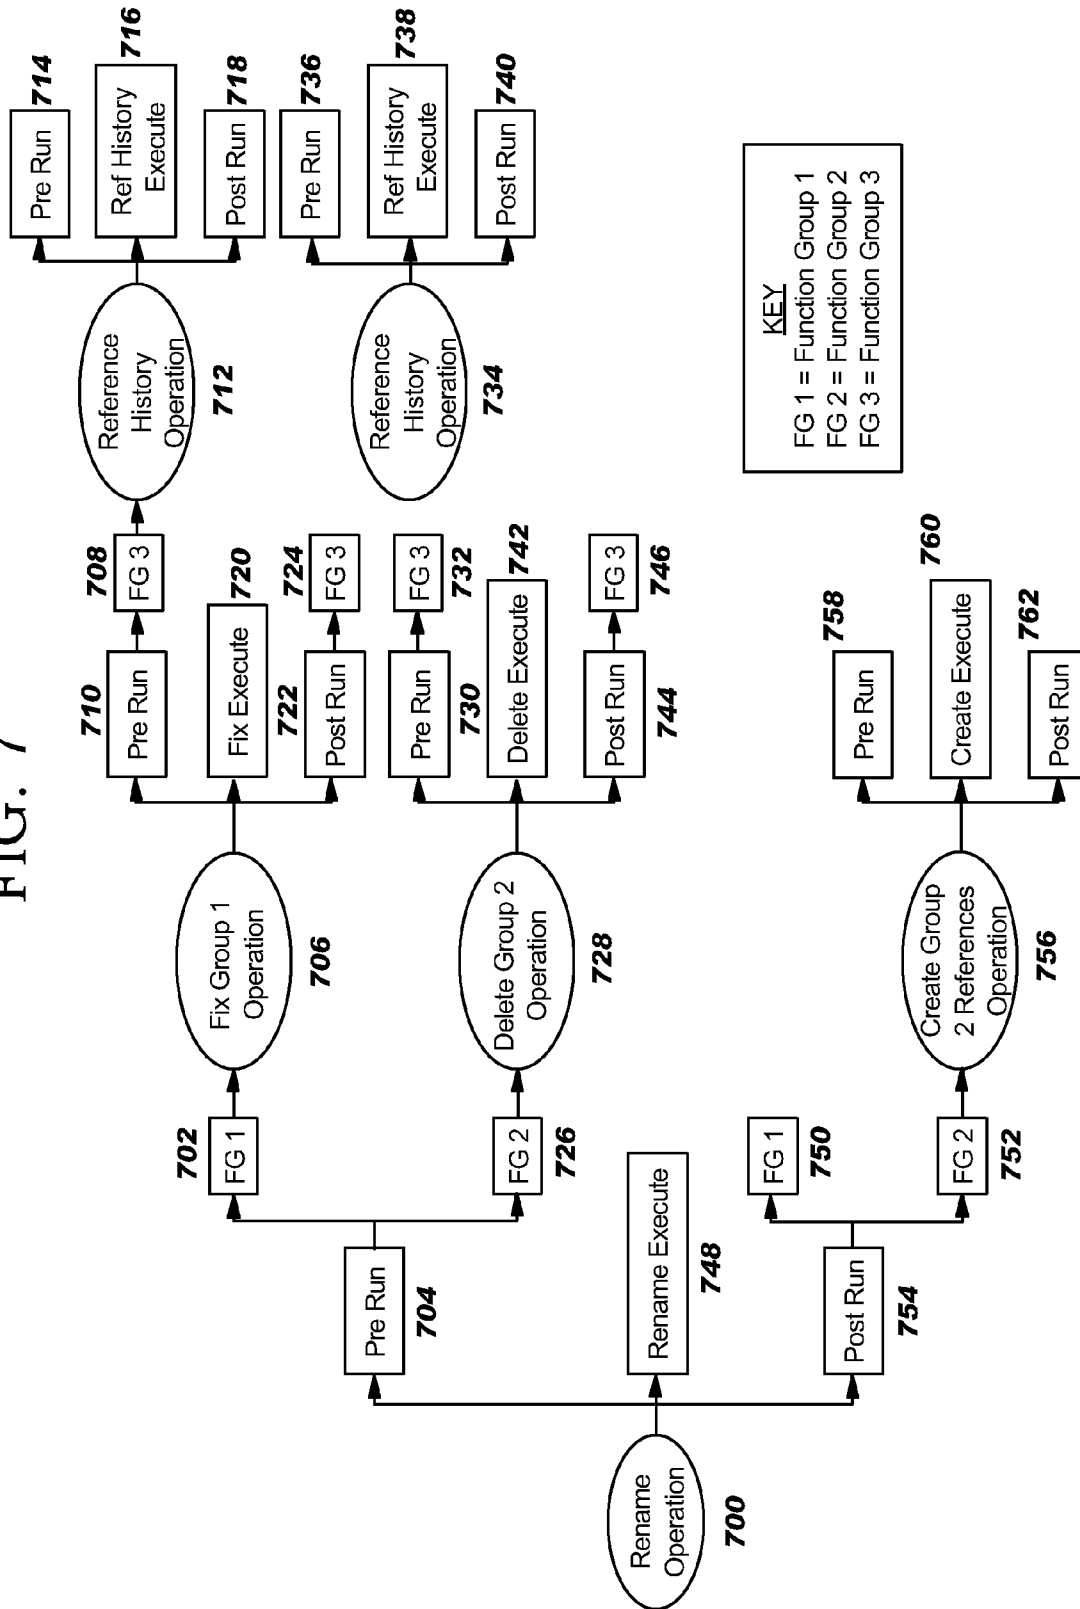 FIG. 7
Rename
Operation
700
Pre Run
704
FG 1
702
Fix Group 1
Operation
706
Pre Run
710
FG 3
708
Reference
History
Operation
712
Pre Run
714
Ref History
Execute
716
Post Run
718
Fix Execute
720
Post Run
722
FG 3
724
FG 2
726
Delete Group 2
Operation
728
Pre Run
730
FG 3
732
Reference
History
Operation
734
Pre Run
736
Ref History
Execute
738
Post Run
740
Delete Execute
742
Post Run
744
FG 3
746
Rename Execute
748
Post Run
754
FG 1
750
FG 2
752
Create Group
2 References
Operation
756
Pre Run
758
Create Execute
760
Post Run
762
KEY
FG 1 = Function Group 1
FG 2 = Function Group 2
FG 3 = Function Group 3